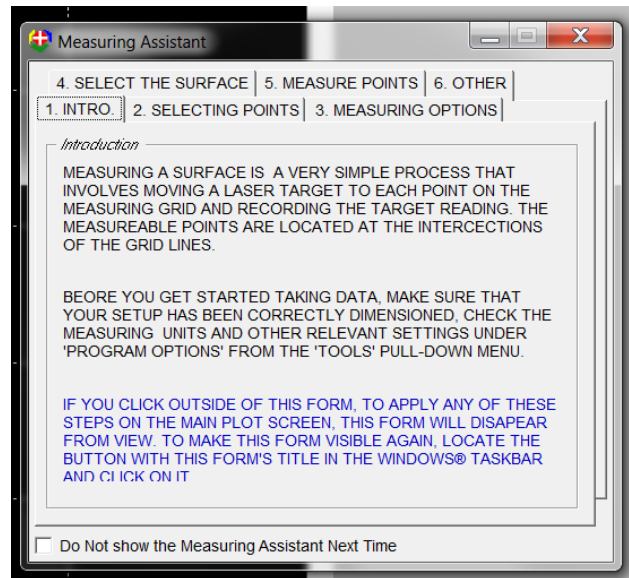 Measuring Assistant
4. SELECT THE SURFACE 5. MEASURE POINTS 6. OTHER
1. INTRO. 2. SELECTING POINTS 3. MEASURING OPTIONS
Introduction
MEASURING A SURFACE IS A VERY SIMPLE PROCESS THAT
INVOLVES MOVING A LASER TARGET TO EACH POINT ON THE
MEASURING GRID AND RECORDING THE TARGET READING. THE
MEASUREABLE POINTS ARE LOCATED AT THE INTERCECTIONS
OF THE GRID LINES.
BEORE YOU GET STARTED TAKING DATA, MAKE SURE THAT
YOUR SETUP HAS BEEN CORRECTLY DIMENSIONED, CHECK THE
MEASURING UNITS AND OTHER RELEVANT SETTINGS UNDER
'PROGRAM OPTIONS' FROM THE 'TOOLS' PULL-DOWN MENU.
IF YOU CLICK OUTSIDE OF THIS FORM, TO APPLY ANY OF THESE
STEPS ON THE MAIN PLOT SCREEN, THIS FORM WILL DISAPEAR
FROM VIEW. TO MAKE THIS FORM VISIBLE AGAIN, LOCATE THE
BUTTON WITH THIS FORM'S TITLE IN THE WINDOWS® TASKBAR
AND CLICK ON IT
Do Not show the Measuring Assistant Next Time